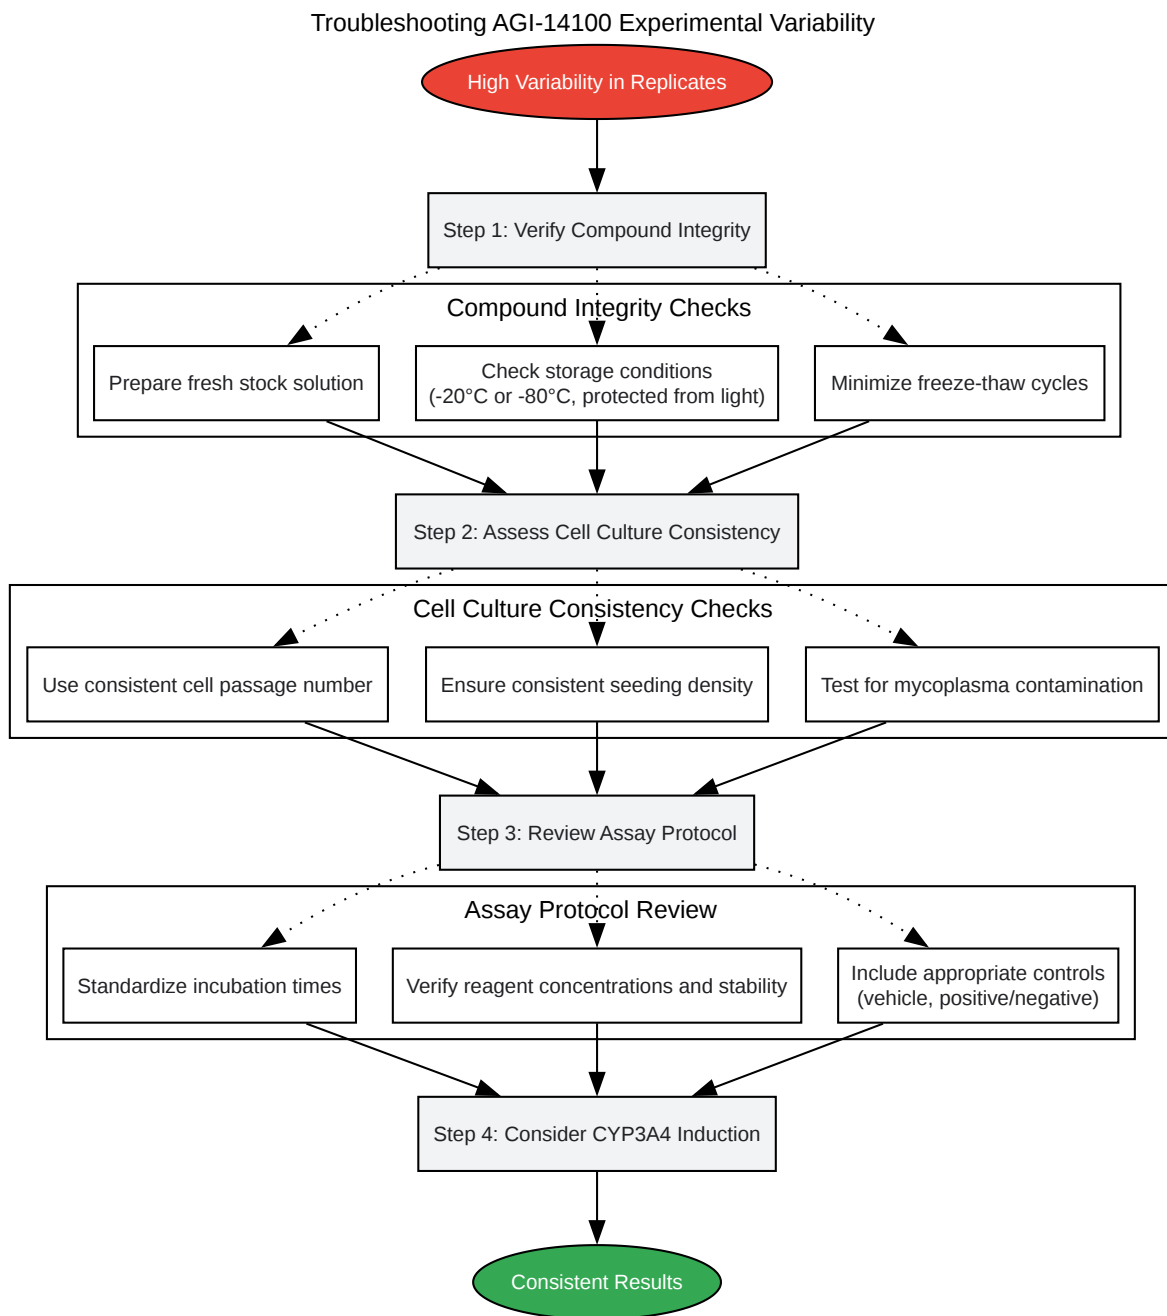 Troubleshooting AGI-14100 Experimental Variability
High Variability in Replicates
Step 1: Verify Compound Integrity
Compound Integrity Checks
Prepare fresh stock solution
Check storage conditions
(-20°C or -80°C, protected from light)
Minimize freeze-thaw cycles
Step 2: Assess Cell Culture Consistency
Cell Culture Consistency Checks
Use consistent cell passage number
Ensure consistent seeding density
Test for mycoplasma contamination
Step 3: Review Assay Protocol
Assay Protocol Review
Standardize incubation times
Verify reagent concentrations and stability
Include appropriate controls
(vehicle, positive/negative)
Step 4: Consider CYP3A4 Induction
Consistent Results